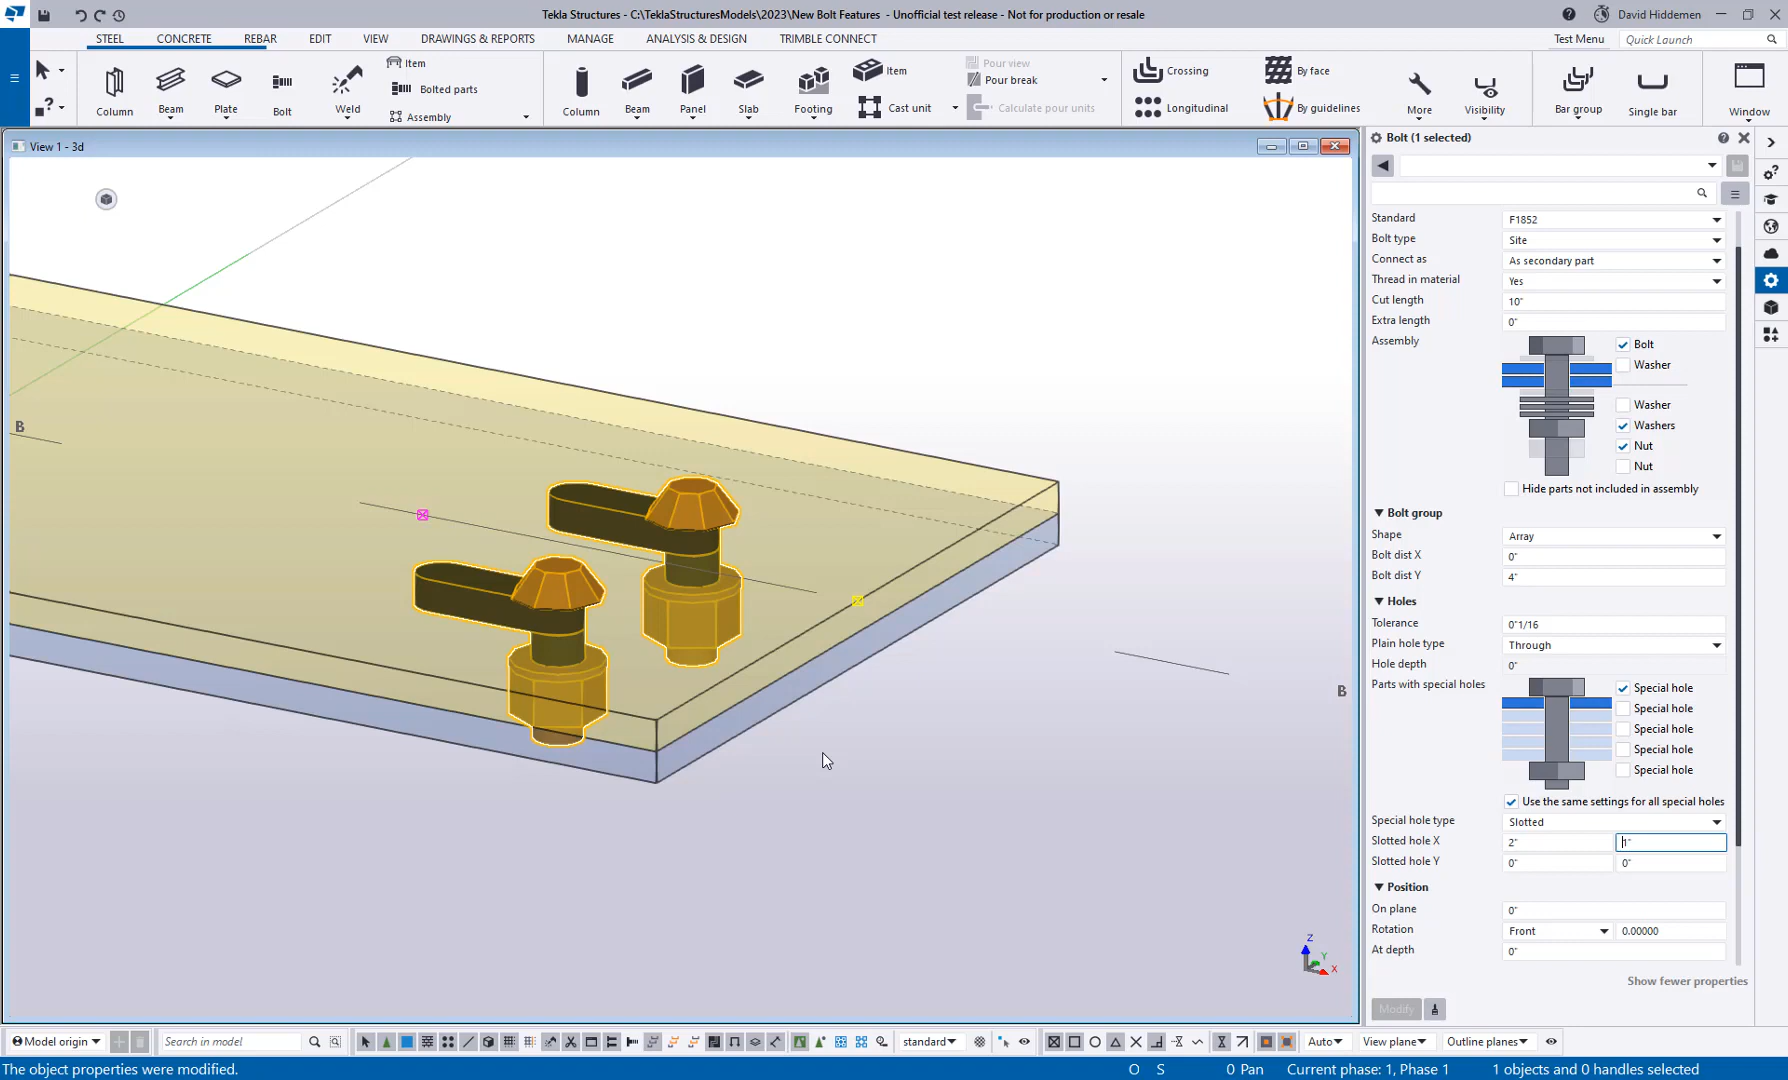 Tekla Structures - C:\TeklaStructuresModels\2023\New Bolt Features - Unofficial test release - Not for production or resale
David Hiddemen
STEEL CONCRETE REBAR EDIT VIEW DRAWINGS & REPORTS MANAGE ANALYSIS & DESIGN TRIMBLE CONNECT
Test Menu
Quick Launch
Column
Beam
Plate
Bolt
Weld
Item
Bolted parts
Assembly
Column
Beam
Panel
Slab
Footing
Item
Cast unit
Pour view
Pour break
Calculate pour units
Crossing
Longitudinal
By face
By guidelines
More
Visibility
Bar group
Single bar
Window
View 1 - 3d
B
B
Z
Y
X
Bolt (1 selected)
Standard F1852
Bolt type Site
Connect as As secondary part
Thread in material Yes
Cut length 10"
Extra length 0"
Assembly
Bolt
Washer
Washer
Washers
Nut
Nut
Hide parts not included in assembly
Bolt group
Shape Array
Bolt dist X 0"
Bolt dist Y 4"
Holes
Tolerance 0"1/16
Plain hole type Through
Hole depth 0"
Parts with special holes
Special hole
Special hole
Special hole
Special hole
Special hole
Use the same settings for all special holes
Special hole type Slotted
Slotted hole X 2" 1"
Slotted hole Y 0" 0"
Position
On plane 0"
Rotation Front 0.00000
At depth 0"
Show fewer properties
Modify
Model origin
Search in model
standard
Auto
View plane
Outline planes
The object properties were modified.
O S 0 Pan Current phase: 1, Phase 1 1 objects and 0 handles selected